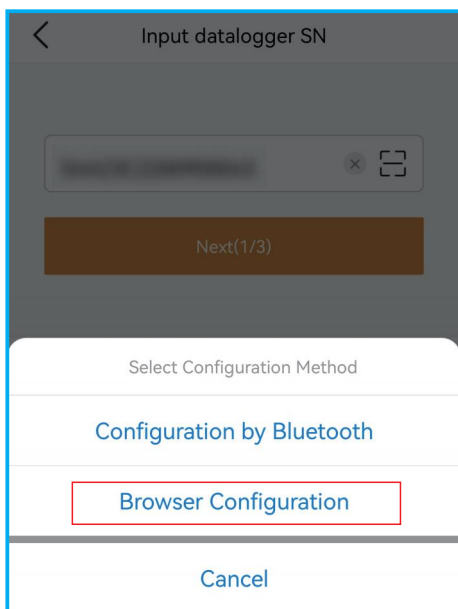 Input datalogger SN
Next(1/3)
Select Configuration Method
Configuration by Bluetooth
Browser Configuration
Cancel